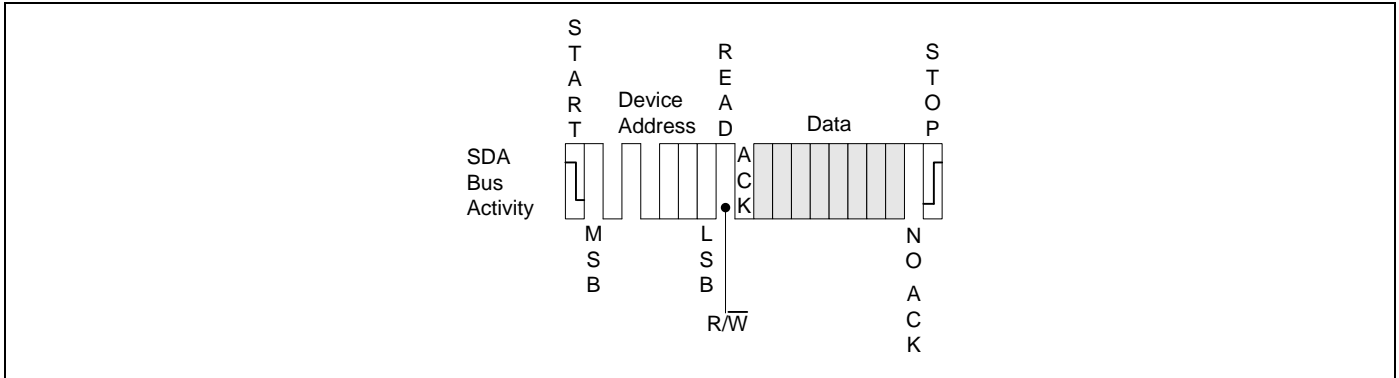 START
READ
STOP
Device
Address
Data
SDA
Bus
Activity
ACK
MSB
LSB
NO ACK
R/W̅